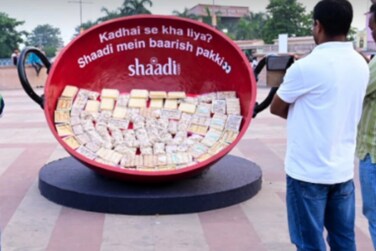 Kadhai se kha liya?
Shaadi mein baarish pakki
shaadi